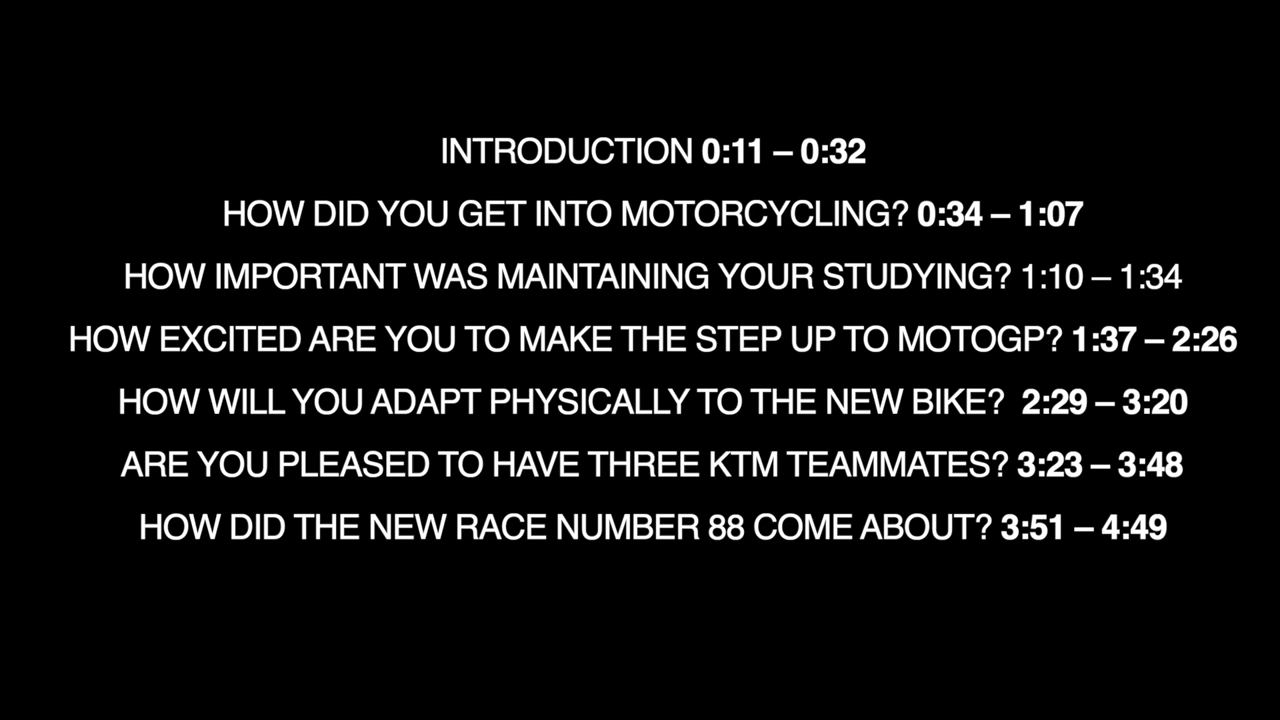 INTRODUCTION 0:11 – 0:32
HOW DID YOU GET INTO MOTORCYCLING? 0:34 – 1:07
HOW IMPORTANT WAS MAINTAINING YOUR STUDYING? 1:10 – 1:34
HOW EXCITED ARE YOU TO MAKE THE STEP UP TO MOTOGP? 1:37 – 2:26
HOW WILL YOU ADAPT PHYSICALLY TO THE NEW BIKE? 2:29 – 3:20
ARE YOU PLEASED TO HAVE THREE KTM TEAMMATES? 3:23 – 3:48
HOW DID THE NEW RACE NUMBER 88 COME ABOUT? 3:51 – 4:49